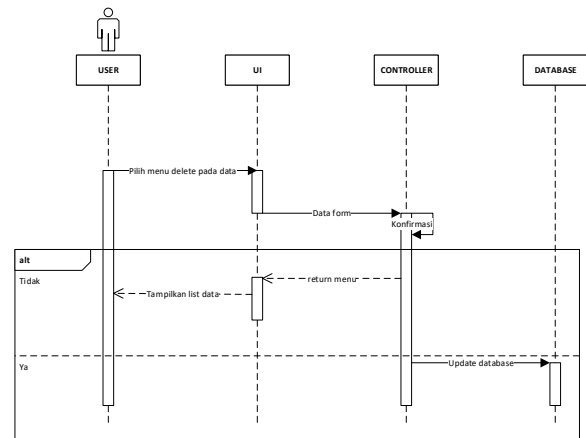 USER
UI
CONTROLLER
DATABASE
Pilih menu delete pada data
Data form
Konfirmasi
alt
Tidak
return menu
Tampilkan list data
Ya
Update database